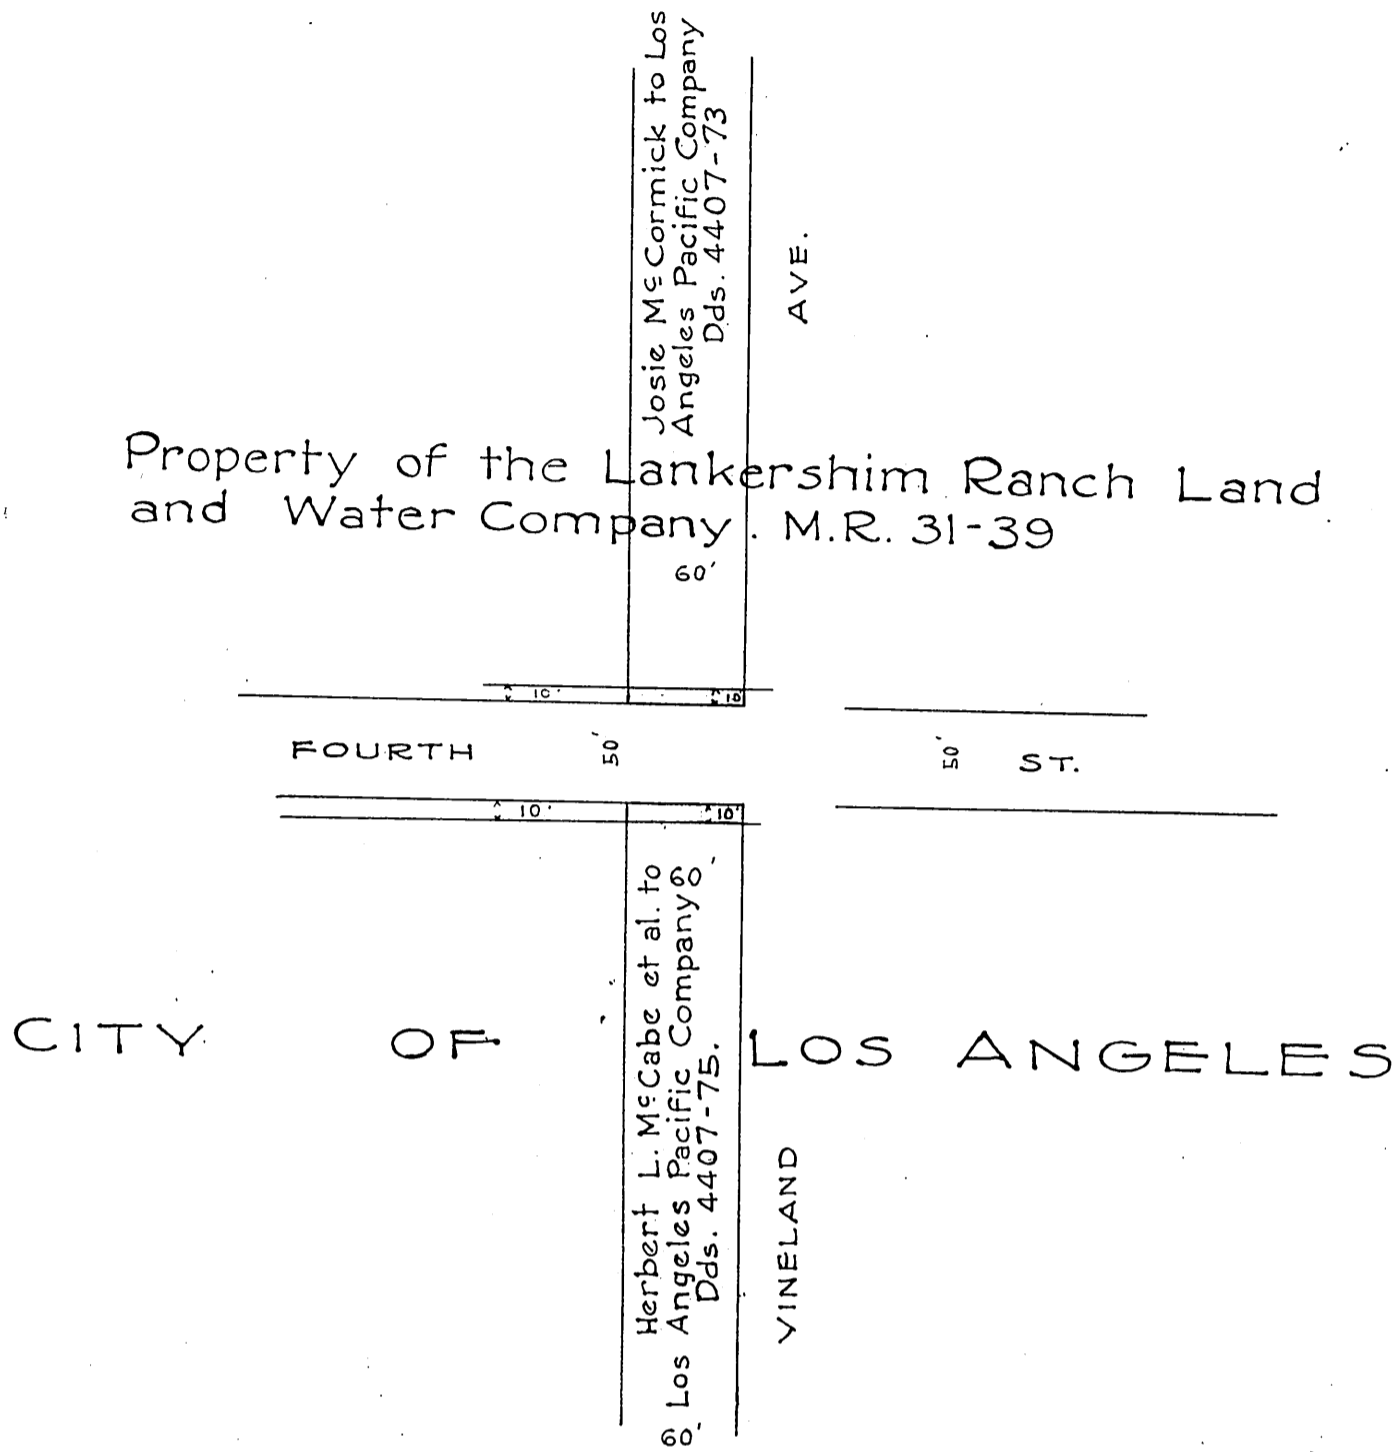 Josie McCormick to Los
Angeles Pacific Company
Dds. 4407-73
AVE.
Property of the Lankershim Ranch Land
and Water Company. M.R. 31-39
60'
10'
10'
FOURTH
50'
50'
ST.
10'
10'
Herbert L. McCabe et al. to
Los Angeles Pacific Company
Dds. 4407-75.
60'
60'
CITY OF LOS ANGELES
VINELAND